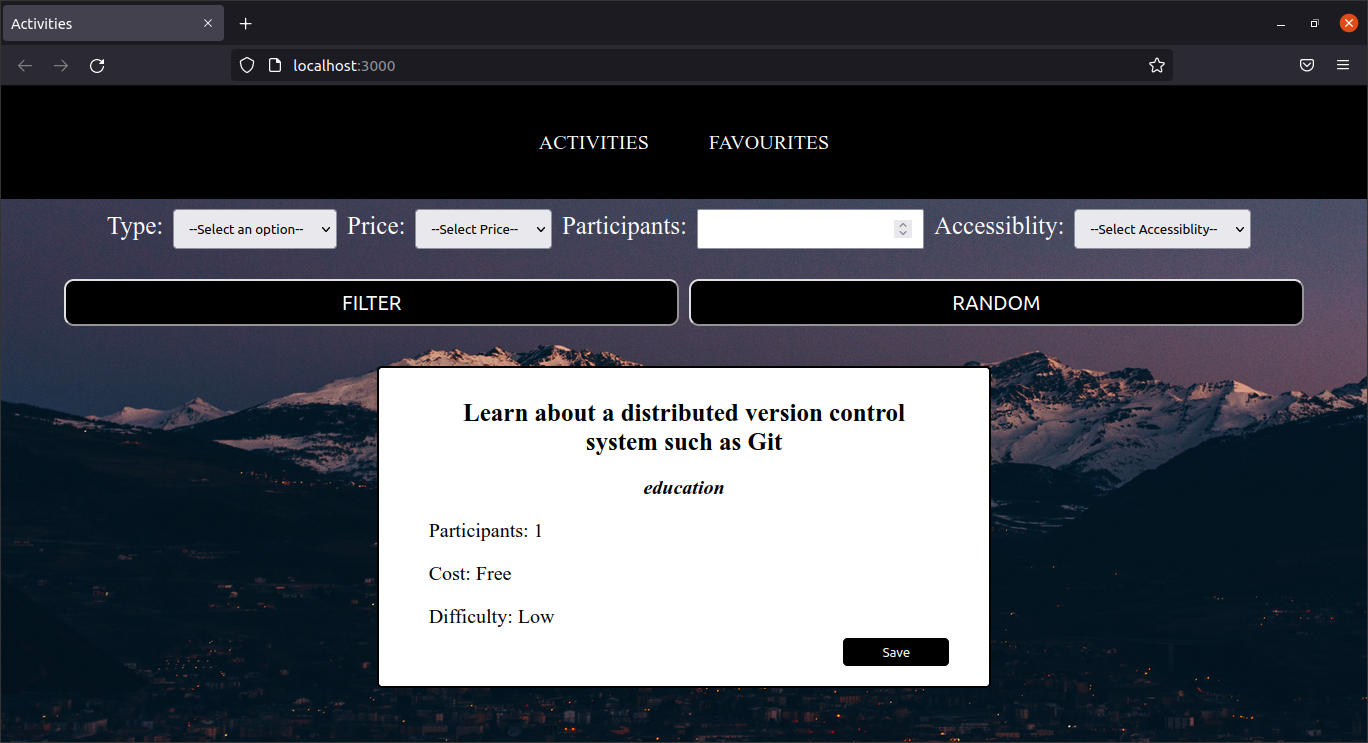 Activities
localhost:3000
ACTIVITIES FAVOURITES
Type: --Select an option-- Price: --Select Price-- Participants: Accessiblity: --Select Accessiblity--
FILTER RANDOM
Learn about a distributed version control
system such as Git
education
Participants: 1
Cost: Free
Difficulty: Low
Save